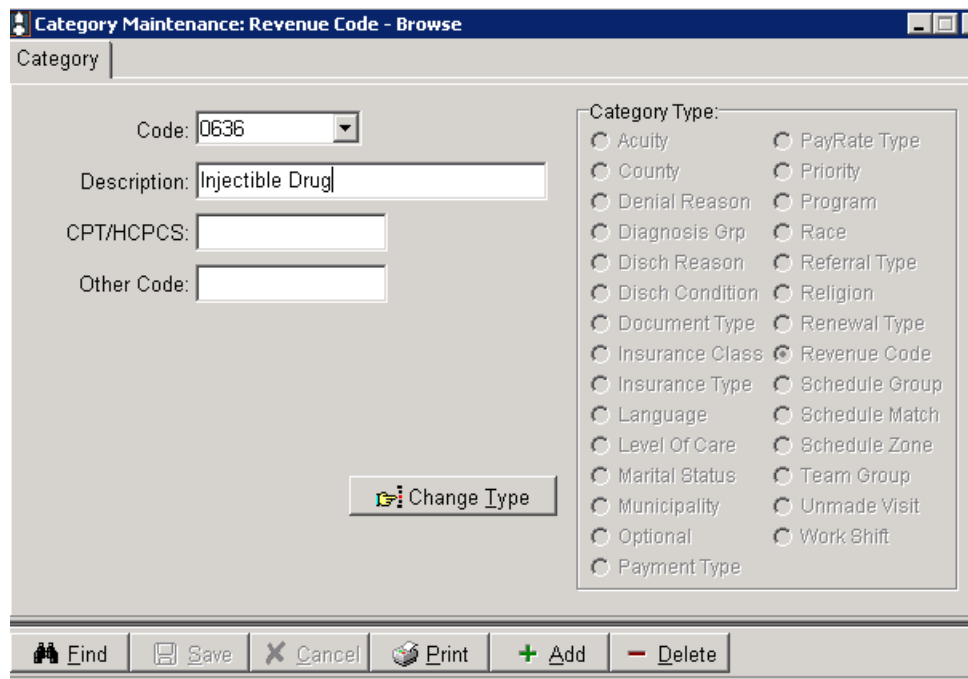 Category Maintenance: Revenue Code - Browse
Category
Code: 0636
Description: Injectible Drug
CPT/HCPCS:
Other Code:
Change Type
Category Type:
Acuity
County
Denial Reason
Diagnosis Grp
Disch Reason
Disch Condition
Document Type
Insurance Class
Insurance Type
Language
Level Of Care
Marital Status
Municipality
Optional
Payment Type
PayRate Type
Priority
Program
Race
Referral Type
Religion
Renewal Type
Revenue Code
Schedule Group
Schedule Match
Schedule Zone
Team Group
Unmade Visit
Work Shift
Find Save Cancel Print Add Delete